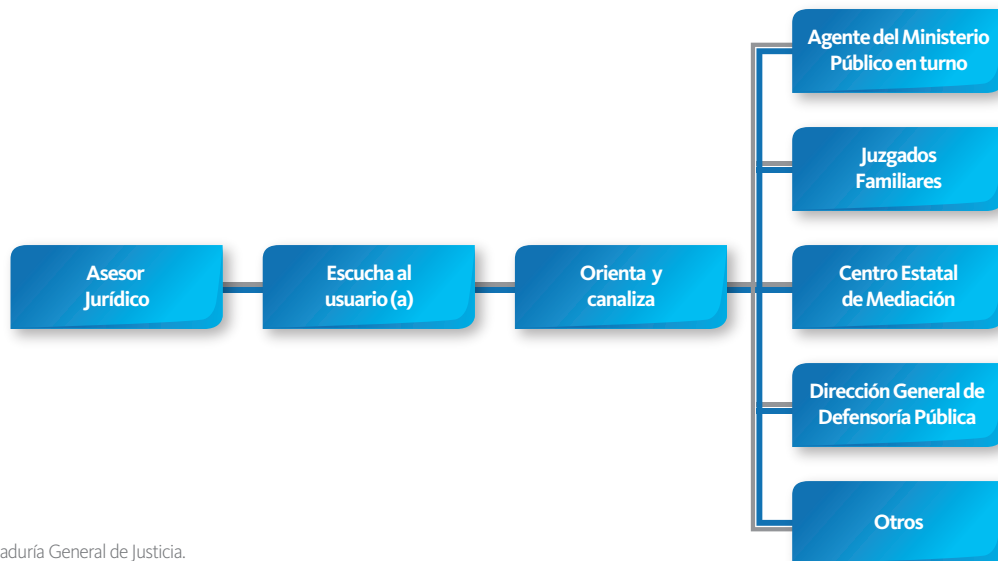 Agente del Ministerio
Público en turno
Juzgados
Familiares
Asesor
Jurídico
Escucha al
usuario (a)
Orienta y
canaliza
Centro Estatal
de Mediación
Dirección General de
Defensoría Pública
Otros
aduría General de Justicia.